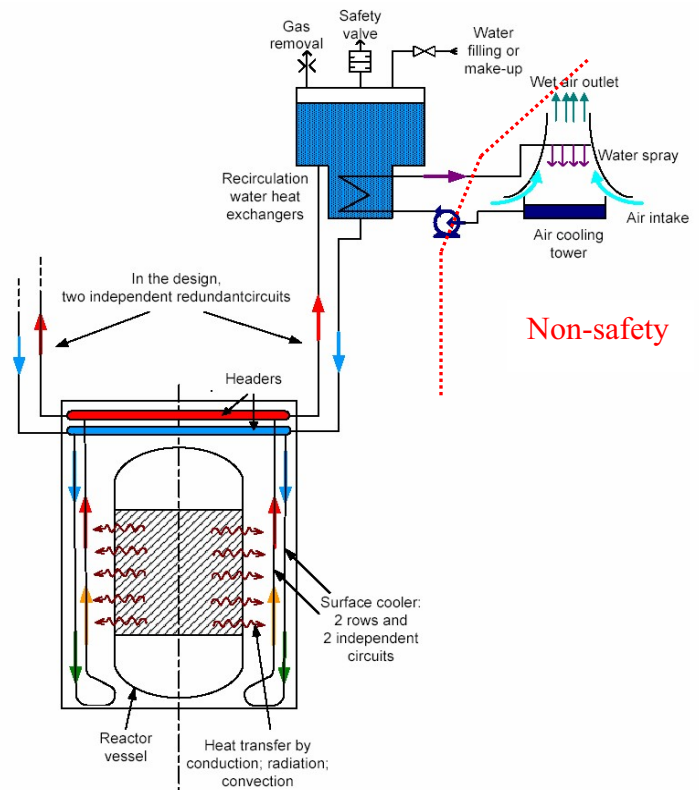 Gas
removal
Safety
valve
Water
filling or
make-up
Wet air outlet
Water spray
Recirculation
water heat
exchangers
Air intake
Air cooling
tower
In the design,
two independent redundantcircuits
Non-safety
Headers
Surface cooler:
2 rows and
2 independent
circuits
Reactor
vessel
Heat transfer by
conduction; radiation;
convection